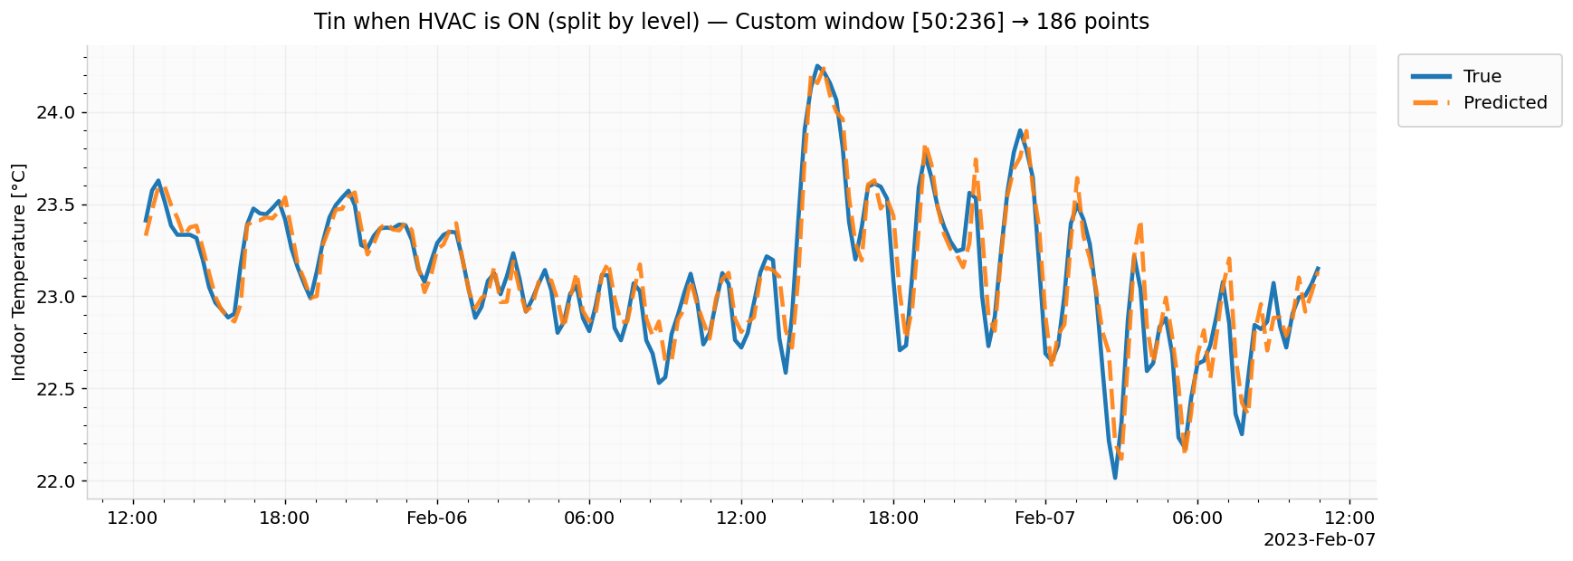 Tin when HVAC is ON (split by level) — Custom window [50:236] → 186 points
True
Predicted
Indoor Temperature [°C]
24.0
23.5
23.0
22.5
22.0
12:00 18:00 Feb-06 06:00 12:00 18:00 Feb-07 06:00 12:00
2023-Feb-07